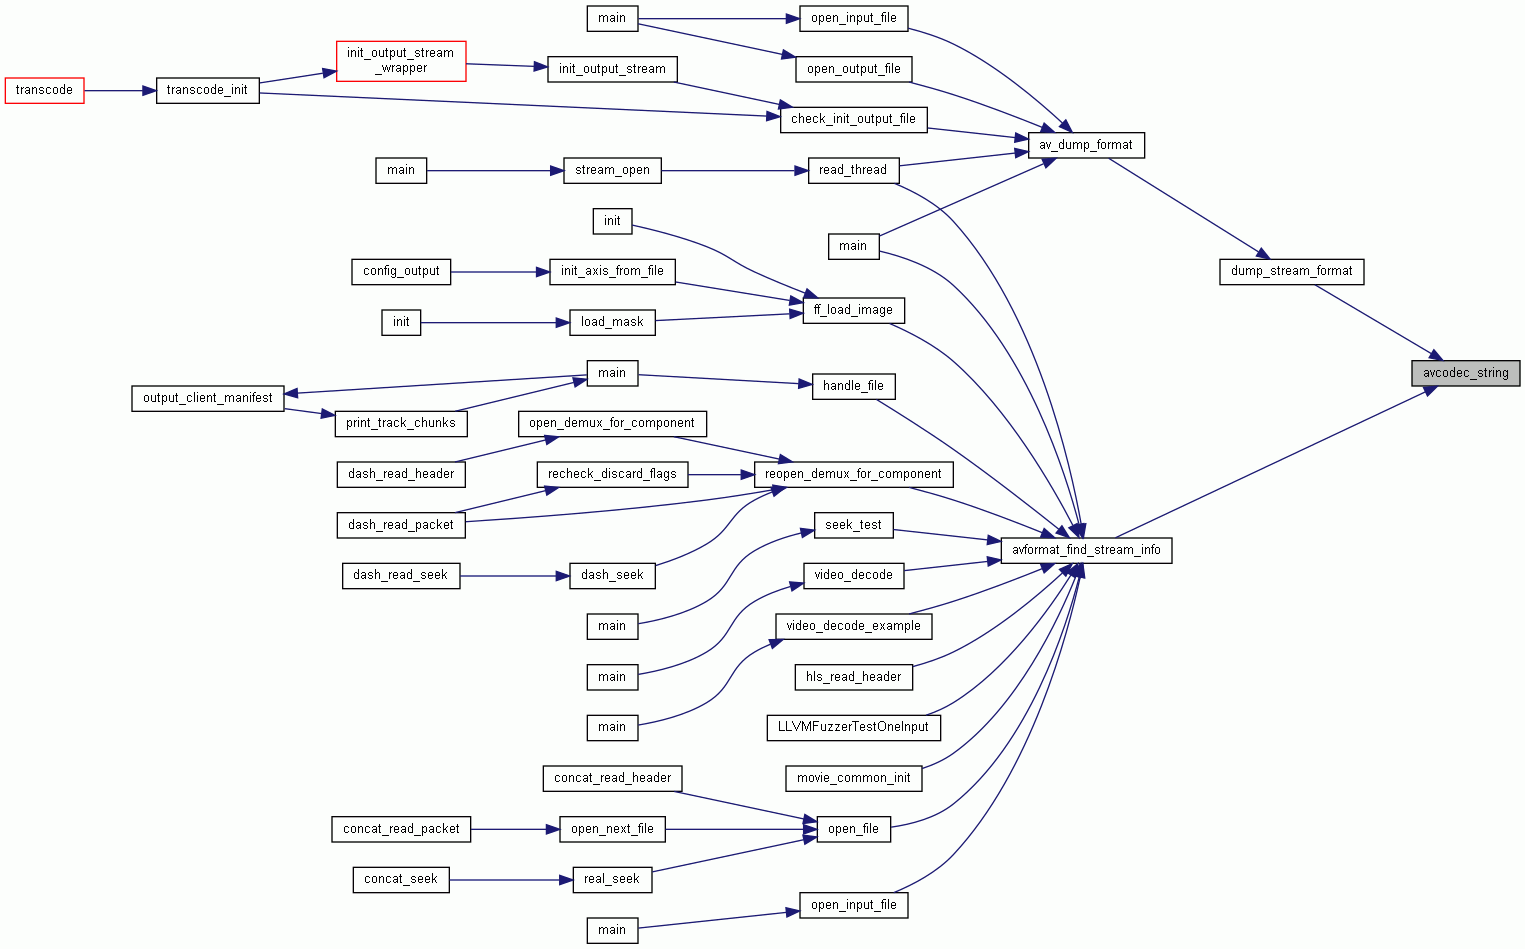 main
open_input_file
init_output_stream
_wrapper
init_output_stream
open_output_file
transcode
transcode_init
check_init_output_file
av_dump_format
main
stream_open
read_thread
init
main
config_output
init_axis_from_file
dump_stream_format
ff_load_image
init
load_mask
main
handle_file
avcodec_string
output_client_manifest
print_track_chunks
open_demux_for_component
dash_read_header
recheck_discard_flags
reopen_demux_for_component
dash_read_packet
seek_test
avformat_find_stream_info
dash_read_seek
dash_seek
video_decode
main
video_decode_example
main
hls_read_header
main
LLVMFuzzerTestOneInput
concat_read_header
movie_common_init
concat_read_packet
open_next_file
open_file
concat_seek
real_seek
open_input_file
main